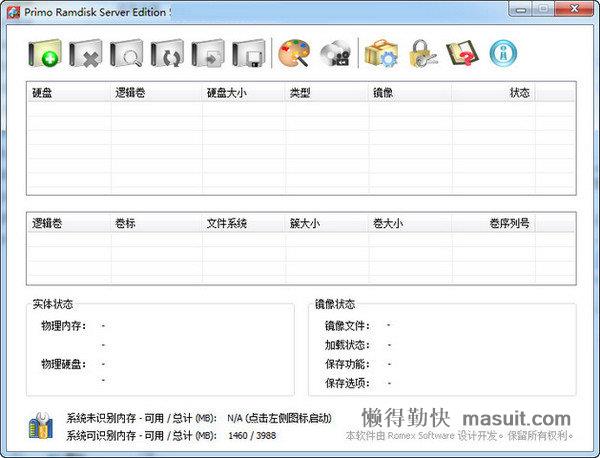 Primo Ramdisk Server Edition
硬盘 逻辑卷 硬盘大小 类型 镜像 状态
逻辑卷 卷标 文件系统 簇大小 卷大小 卷序列号
实体状态
物理内存： -
-
物理硬盘： -
-
镜像状态
镜像文件： -
加载状态： -
保存功能： -
保存选项： -
系统未识别内存 - 可用 / 总计 (MB)： N/A (点击左侧图标,启动)
系统可识别内存 - 可用 / 总计 (MB)： 1460 / 3988
懒得勤快 masuit.com
本软件由 Romex Software 设计开发。保留所有权利。